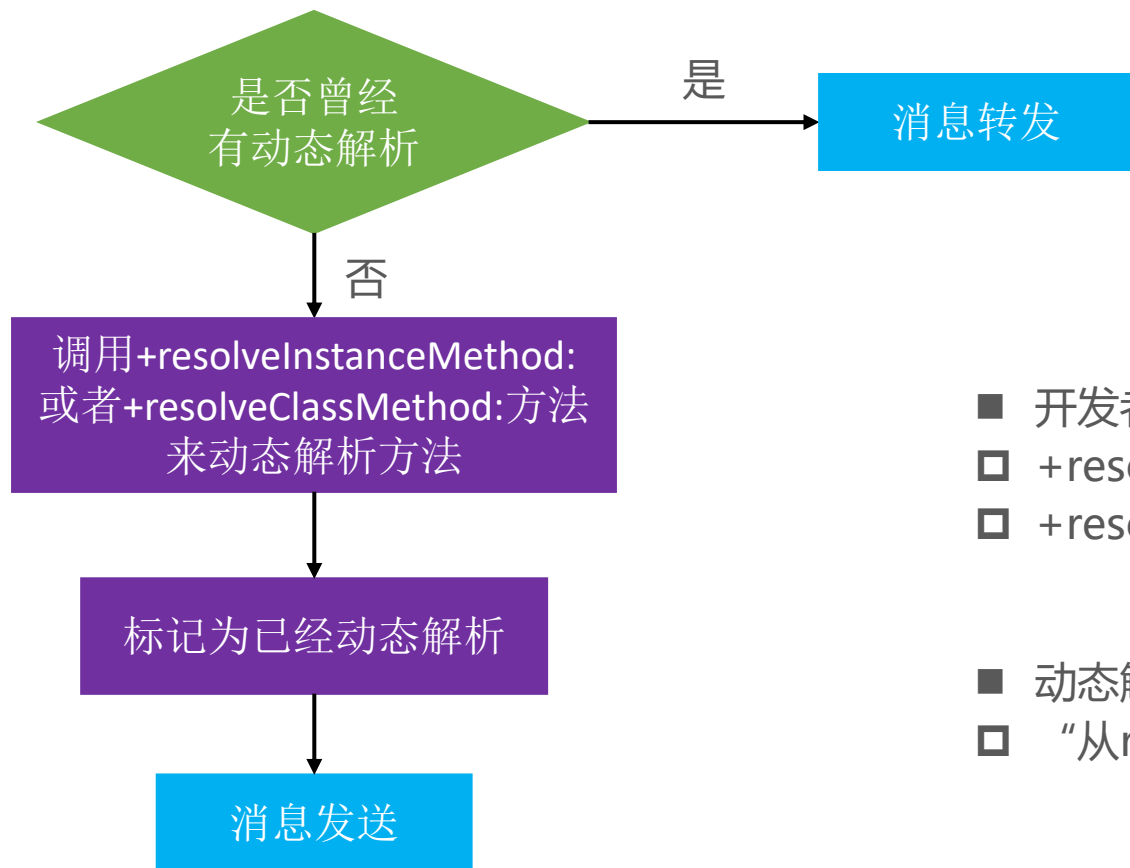 是否曾经
有动态解析
是
消息转发
否
调用+resolveInstanceMethod:
或者+resolveClassMethod:方法
来动态解析方法
标记为已经动态解析
消息发送
开发
+res
+res
动态
“从r